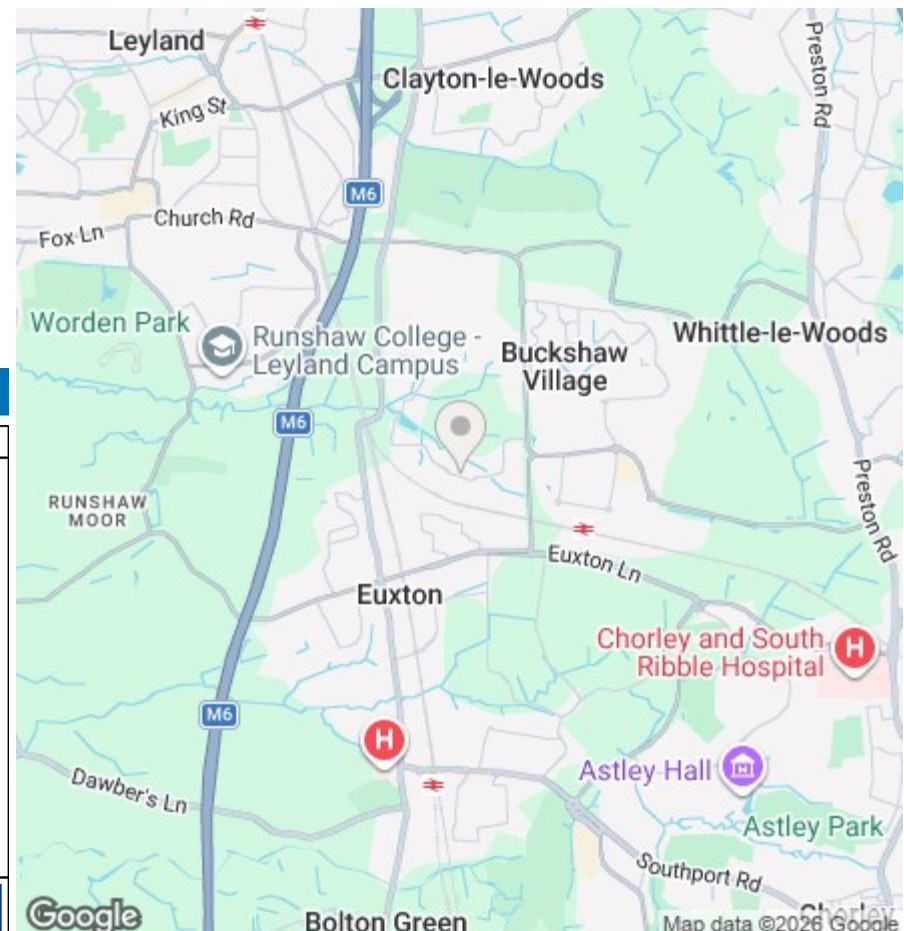 Leyland
Clayton-le-Woods
Preston Rd
King St
M6
Church Rd
Fox Ln
Worden Park
Runshaw College -
Leyland Campus
Whittle-le-Woods
Buckshaw
Village
M6
RUNSHAW
MOOR
Preston Rd
Euxton Ln
Euxton
Chorley and South
Ribble Hospital
H
M6
H
Astley Hall
Dawber's Ln
Astley Park
Southport Rd
Chorley
Google
Bolton Green
Map data ©2026 Google